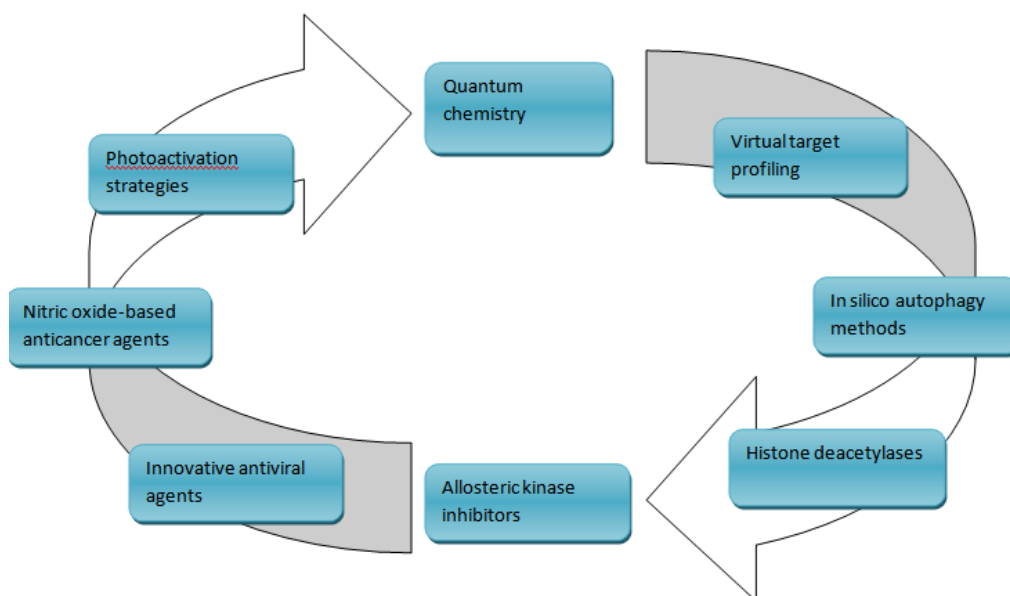 Quantum
chemistry
Virtual target
profiling
In silico autophagy
methods
Histone deacetylases
Allosteric kinase
inhibitors
Innovative antiviral
agents
Nitric oxide-based
anticancer agents
Photoactivation
strategies